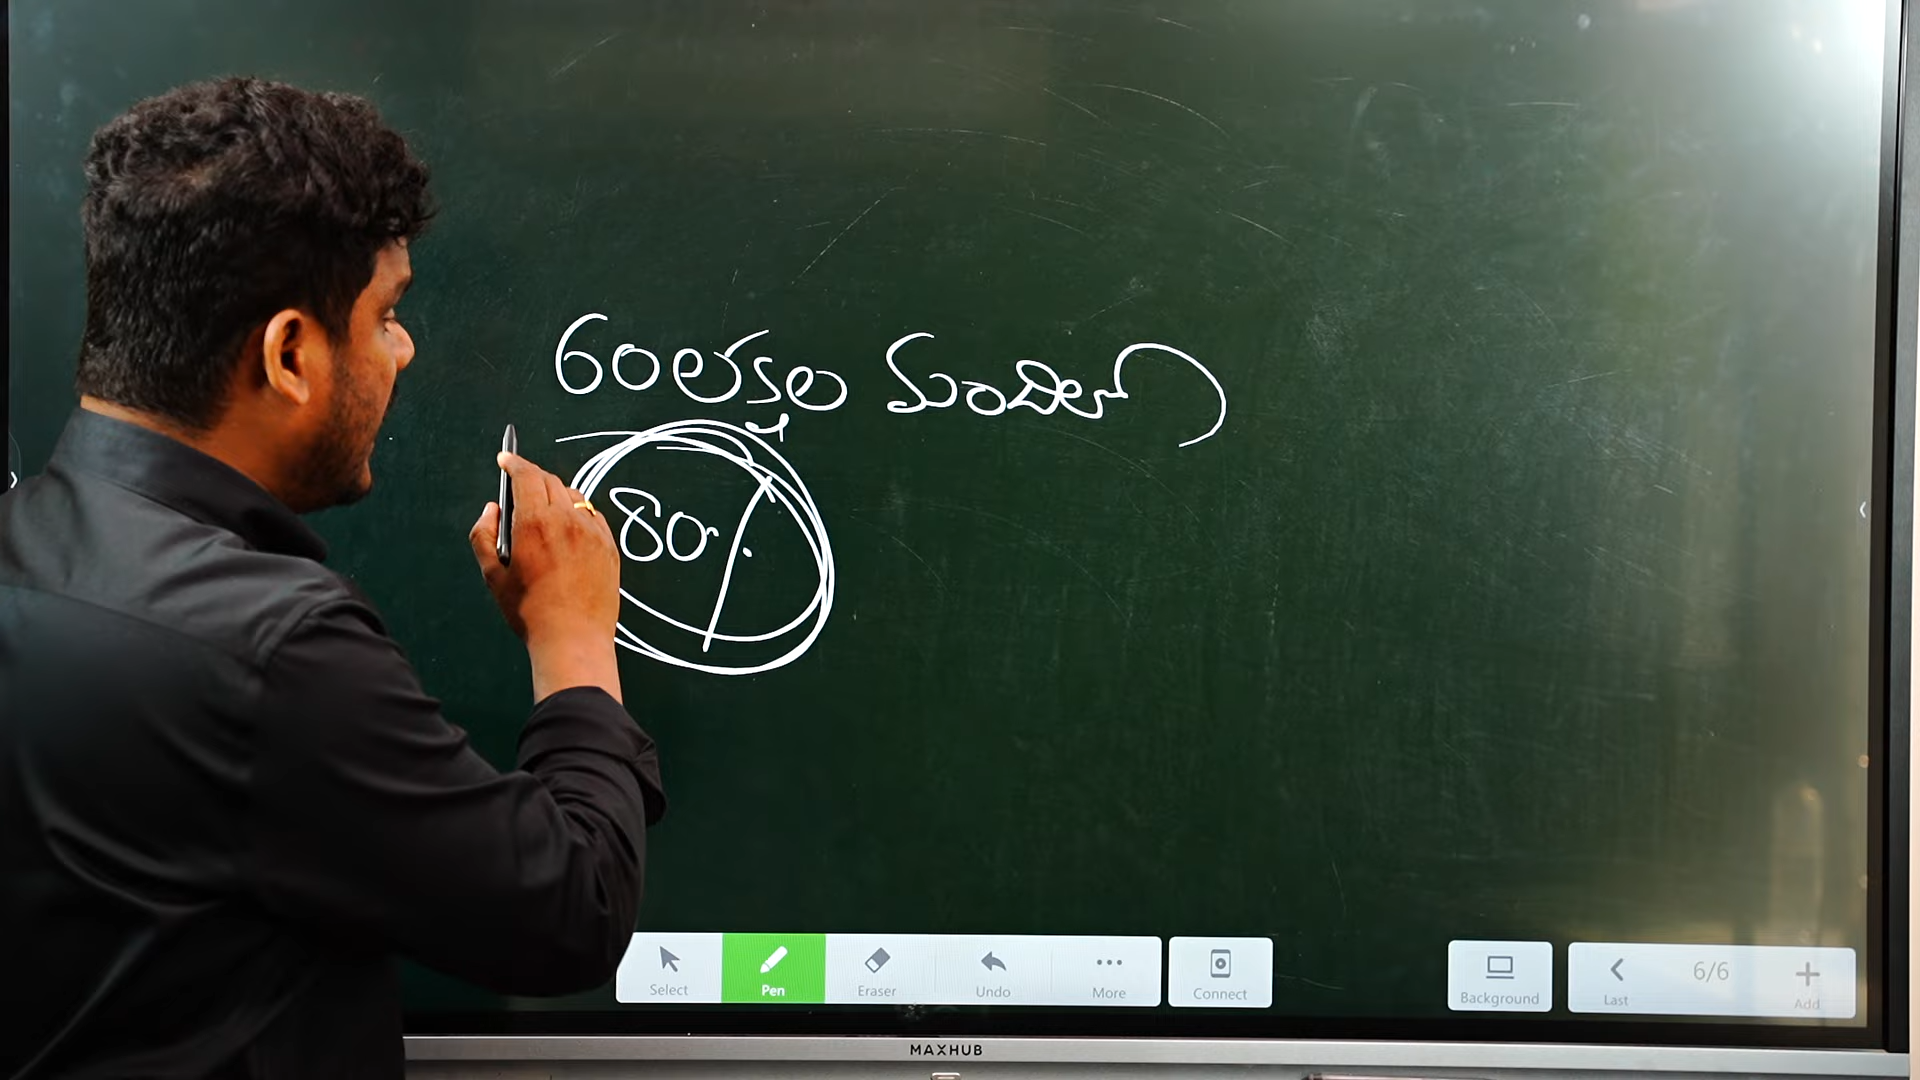 60లక్షల మందిలో
80%
Select
Pen
Eraser
Undo
More
Connect
Background
Last
6/6
Add
MAXHUB